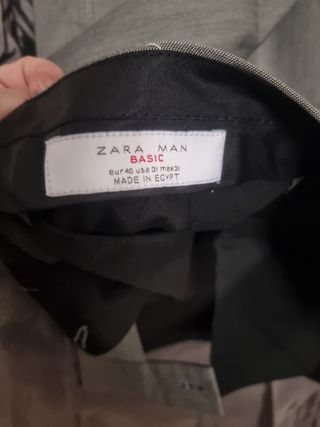 ZARA MAN
BASIC
eur 40 usa 31 mex 31
MADE IN EGYPT